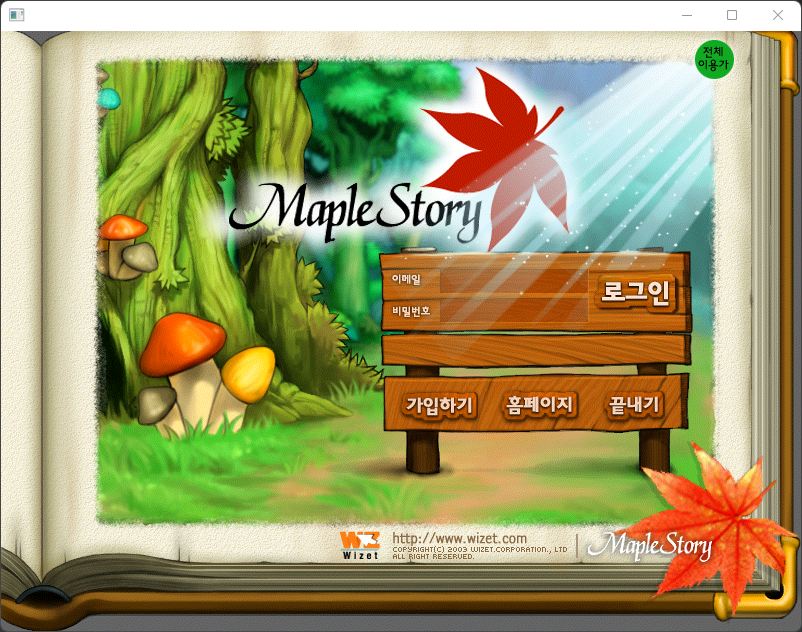 전체
이용가
MapleStory
이메일
로그인
비밀번호
가입하기 홈페이지 끝내기
Wizet
http://www.wizet.com
COPYRIGHT(C) 2003 WIZET.CORPORATION., LTD
ALL RIGHT RESERVED.
MapleStory